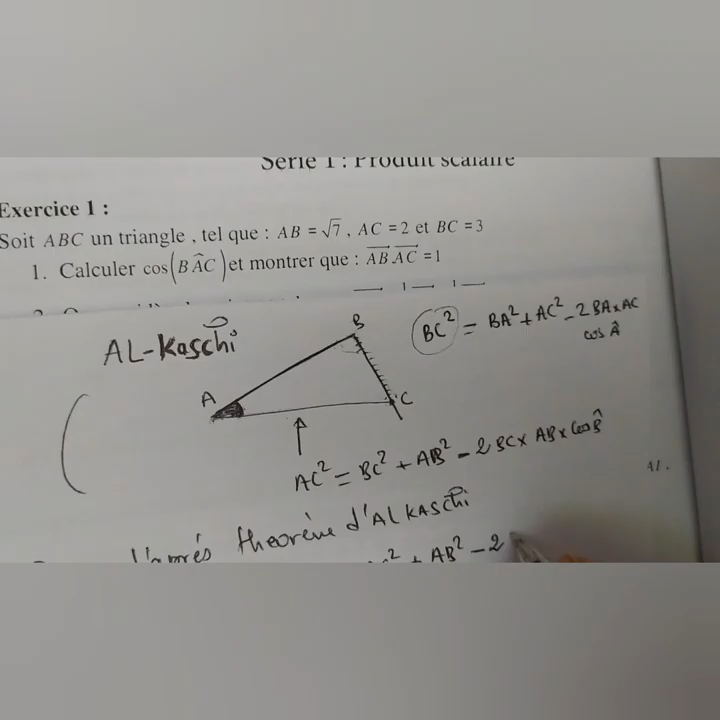 Série 1 : Produit scalaire
Exercice 1 :
Soit ABC un triangle , tel que : AB = √7 , AC = 2 et BC = 3
1. Calculer cos(BÂC) et montrer que : AB⃗.AC⃗ = 1
AL-Kaschi
B
A
C
BC² = BA² + AC² - 2 BA × AC
cos Â
AC² = BC² + AB² - 2 BC × AB × cos B̂
théorène d'AL KASCHi
+ AB² - 2